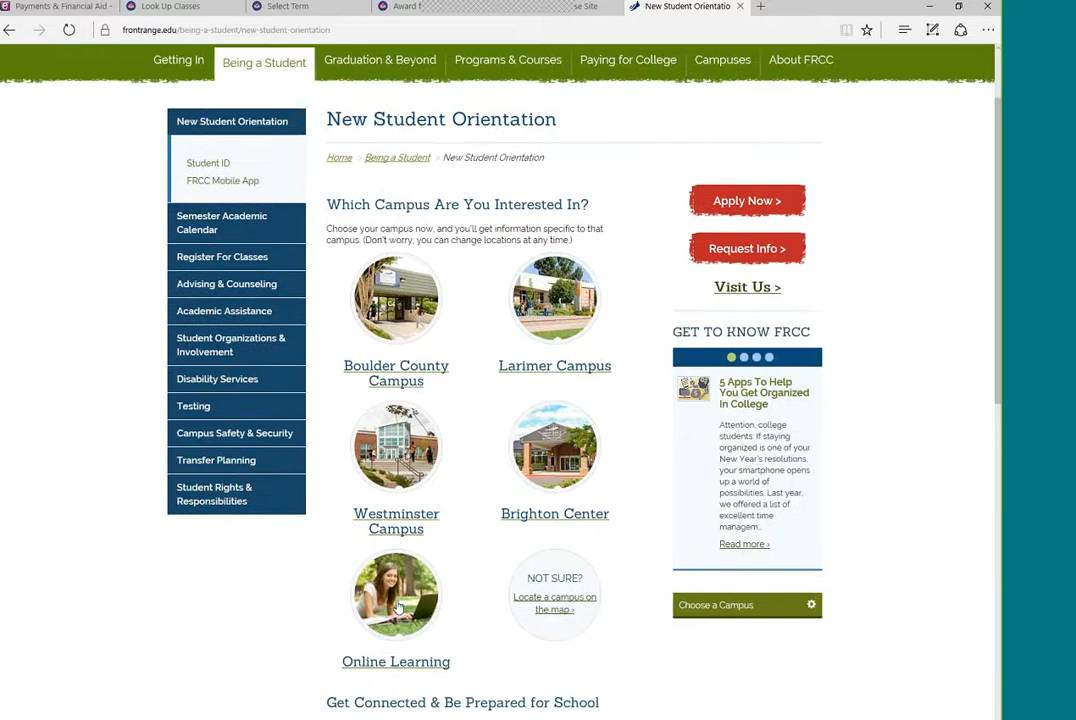 Payments & Financial Aid -
Look Up Classes
Select Term
Award f
se Site
New Student Orientatio
frontrange.edu/being-a-student/new-student-orientation
Getting In
Being a Student
Graduation & Beyond
Programs & Courses
Paying for College
Campuses
About FRCC
New Student Orientation
Student ID
FRCC Mobile App
Semester Academic
Calendar
Register For Classes
Advising & Counseling
Academic Assistance
Student Organizations &
Involvement
Disability Services
Testing
Campus Safety & Security
Transfer Planning
Student Rights &
Responsibilities
New Student Orientation
Home > Being a Student > New Student Orientation
Which Campus Are You Interested In?
Choose your campus now, and you'll get information specific to that
campus. (Don't worry, you can change locations at any time.)
Boulder County
Campus
Larimer Campus
Westminster
Campus
Brighton Center
Online Learning
NOT SURE?
Locate a campus on
the map ›
Get Connected & Be Prepared for School
Apply Now >
Request Info >
Visit Us >
GET TO KNOW FRCC
5 Apps To Help
You Get Organized
In College
Attention, college
students: If staying
organized is one of your
New Year's resolutions,
your smartphone opens
up a world of
possibilities. Last year,
we offered a list of
excellent time
managem...
Read more ›
Choose a Campus